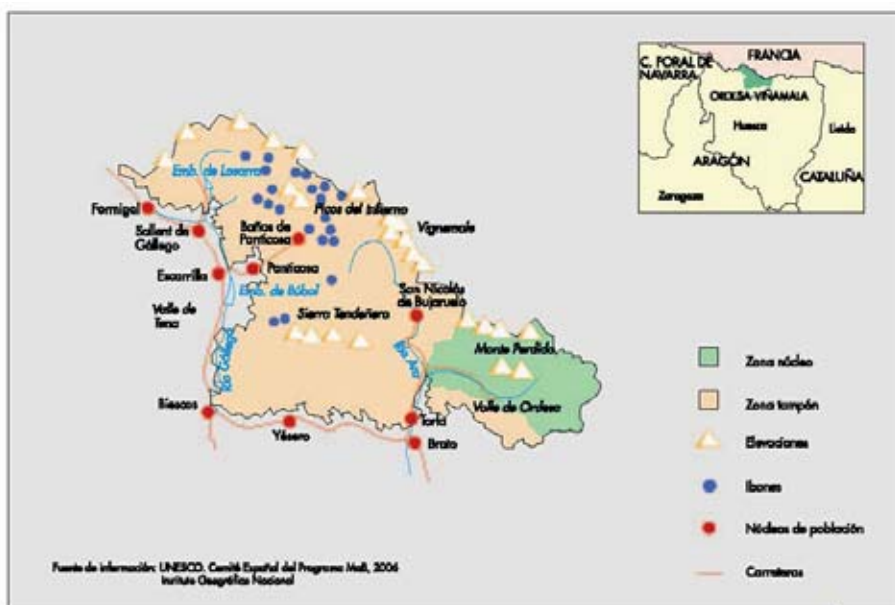 FRANCIA
C. FORAL DE
NAVARRA
ORDESA-VIÑAMALA
Huesca
Lleida
ARAGÓN
CATALUÑA
Zaragoza
Emb. de Lasarra
Formigal
Picos del Infierno
Sallent de
Gállego
Baños de
Panticosa
Vignemale
Escarrilla
Panticosa
Emb. de Búbal
San Nicolás
de Bujaruelo
Valle de
Tena
Sierra Tendeñera
Río Gállego
Río Ara
Monte Perdido
Valle de Ordesa
Biescas
Yésero
Torla
Broto
Zona núcleo
Zona tampón
Elevaciones
Ibones
Núcleos de población
Carreteras
Fuente de información: UNESCO. Comité Español del Programa MaB, 2006
Instituto Geográfico Nacional